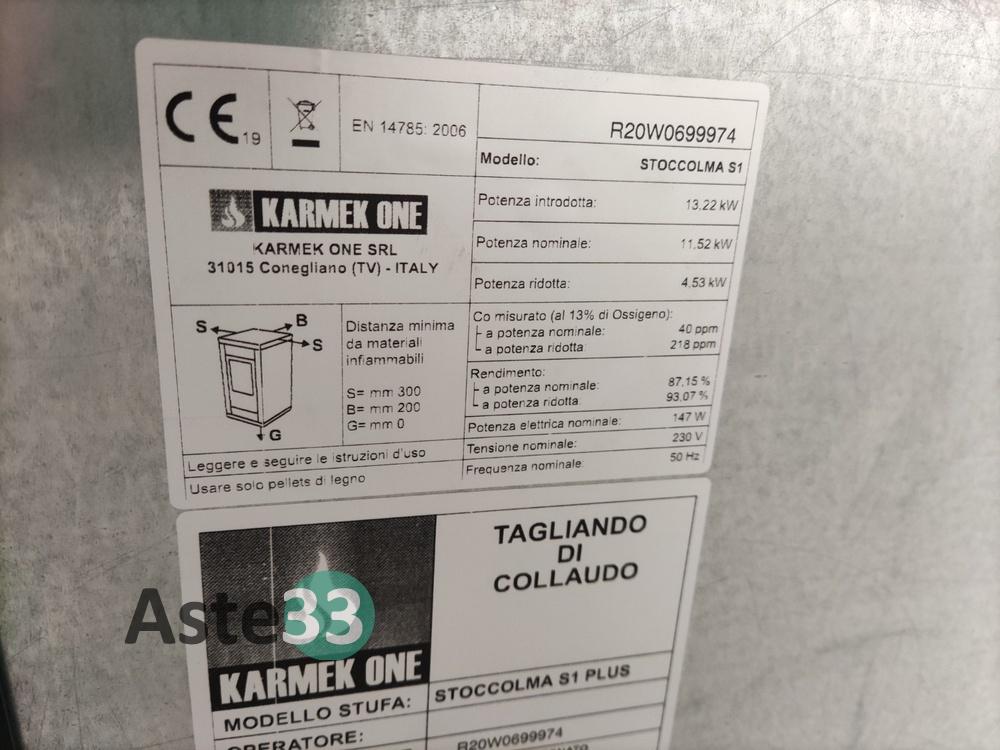 CE 19
EN 14785: 2006
R20W0699974
Modello: STOCCOLMA S1
KARMEK ONE
KARMEK ONE SRL
31015 Conegliano (TV) - ITALY
Potenza introdotta: 13,22 kW
Potenza nominale: 11,52 kW
Potenza ridotta: 4,53 kW
S B S G
Distanza minima
da materiali
infiammabili
S= mm 300
B= mm 200
G= mm 0
Co misurato (al 13% di Ossigeno):
a potenza nominale: 40 ppm
a potenza ridotta: 218 ppm
Rendimento:
a potenza nominale: 87,15 %
a potenza ridotta: 93,07 %
Potenza elettrica nominale: 147 W
Tensione nominale: 230 V
Frequenza nominale: 50 Hz
Leggere e seguire le istruzioni d'uso
Usare solo pellets di legno
TAGLIANDO
DI
COLLAUDO
Aste33
KARMEK ONE
MODELLO STUFA: STOCCOLMA S1 PLUS
OPERATORE: R20W0699974